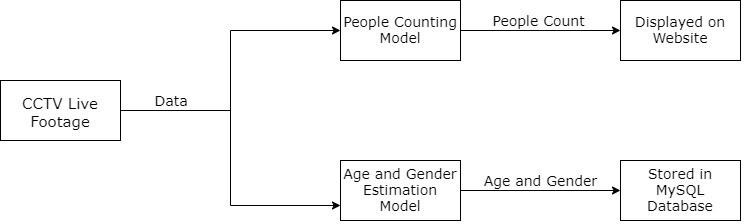 People Counting
Model
People Count
Displayed on
Website
CCTV Live
Footage
Data
Age and Gender
Estimation
Model
Age and Gender
Stored in
MySQL
Database